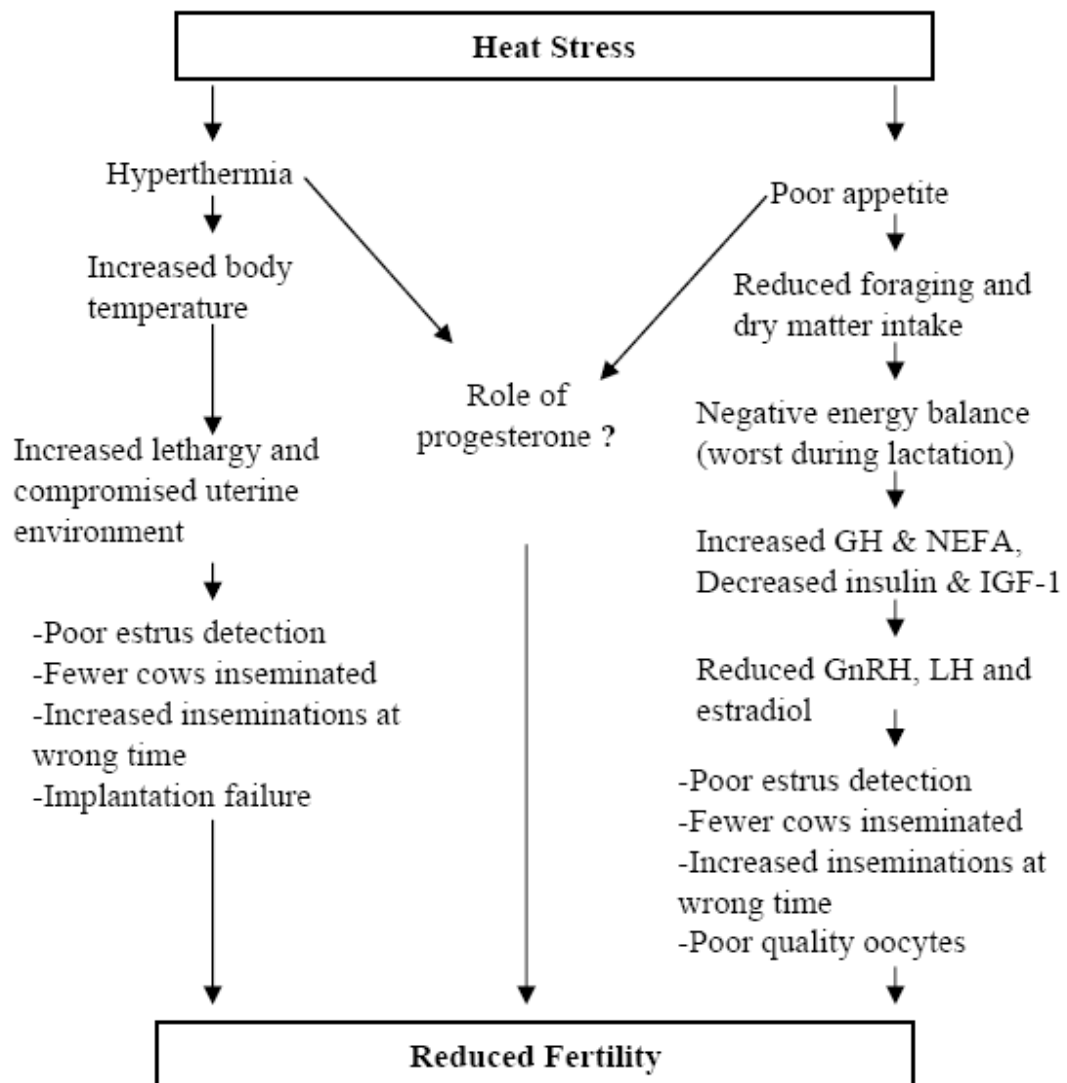 Heat Stress
Hyperthermia
Increased body
temperature
Increased lethargy and
compromised uterine
environment
-Poor estrus detection
-Fewer cows inseminated
-Increased inseminations at
wrong time
-Implantation failure
Role of
progesterone ?
Poor appetite
Reduced foraging and
dry matter intake
Negative energy balance
(worst during lactation)
Increased GH & NEFA,
Decreased insulin & IGF-1
Reduced GnRH, LH and
estradiol
-Poor estrus detection
-Fewer cows inseminated
-Increased inseminations at
wrong time
-Poor quality oocytes
Reduced Fertility